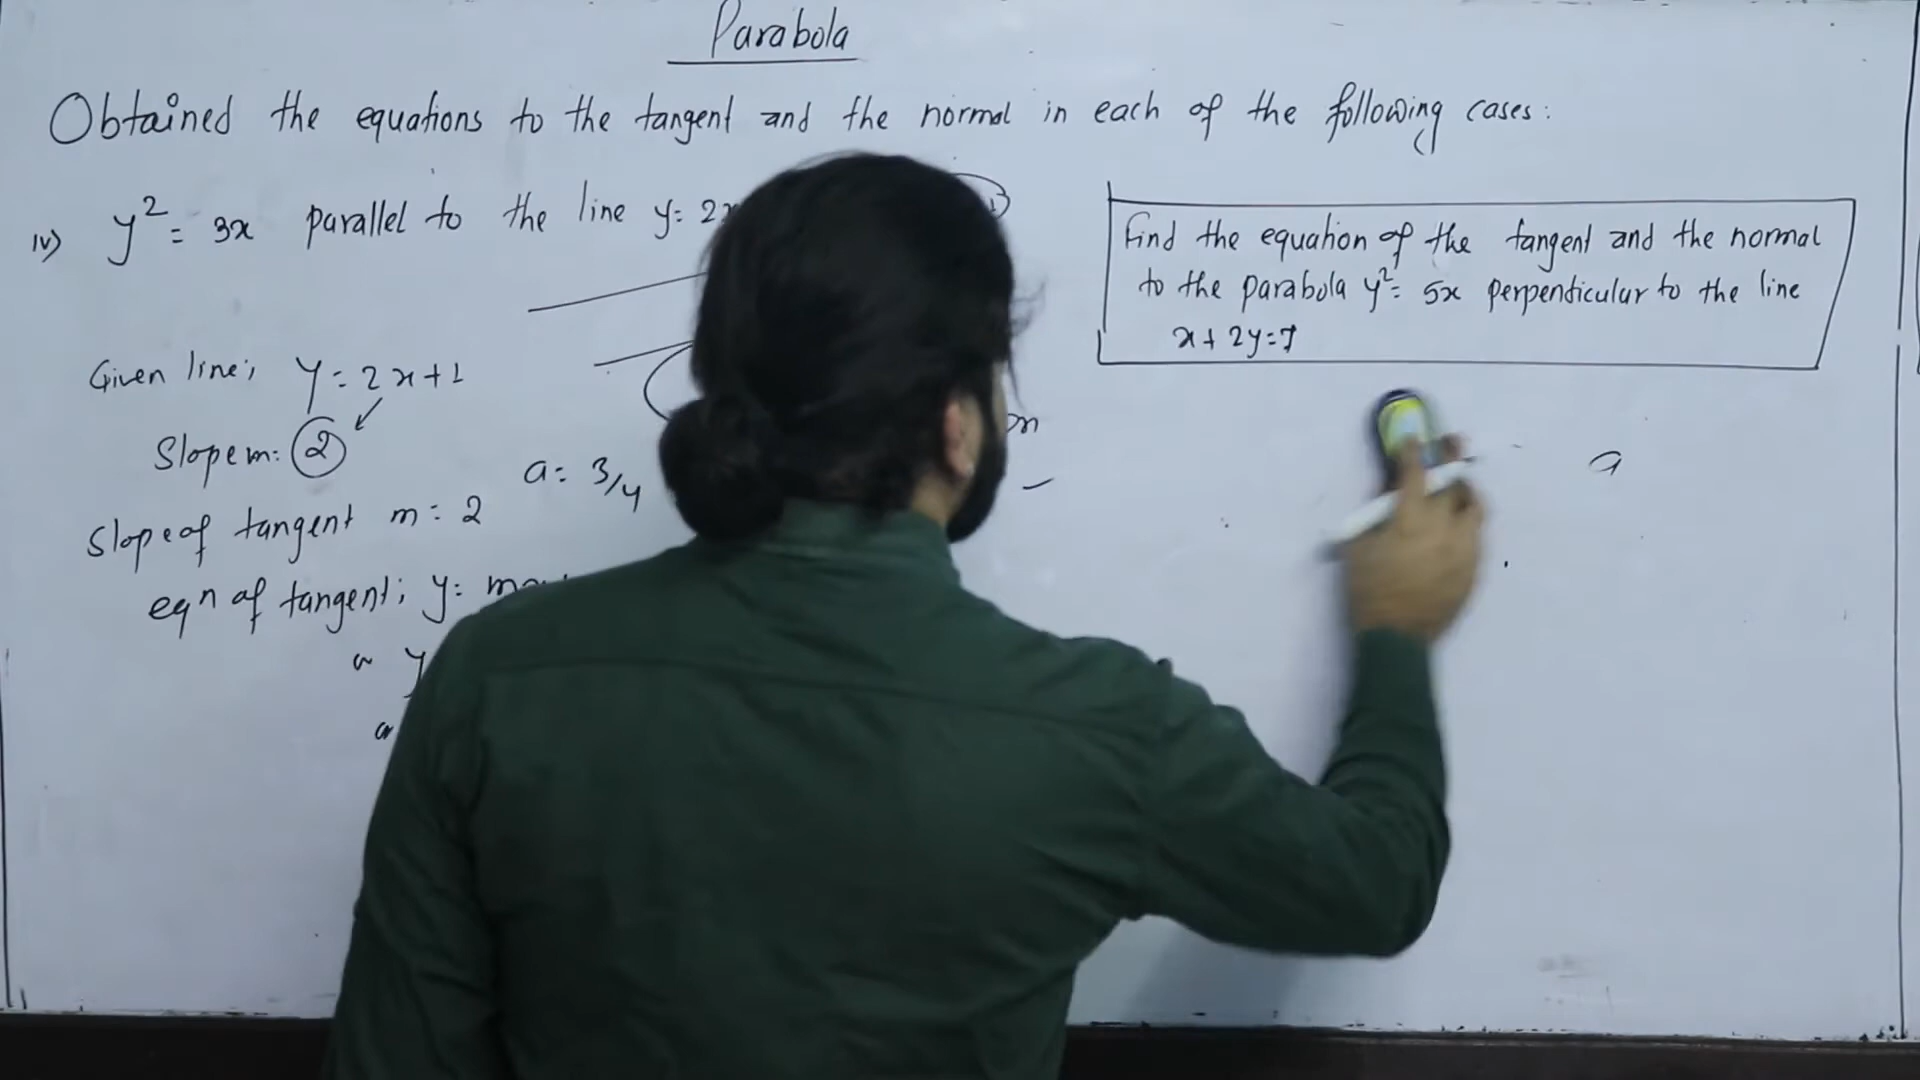 Parabola
Obtained the equations to the tangent and the normal in each of the following cases:
iv) y² = 3x parallel to the line y = 2x
Given line; y = 2x+1
Slope m = 2
a = 3/4
Slope of tangent m = 2
eqn of tangent; y =
y
Find the equation of the tangent and the normal
to the parabola y² = 5x perpendicular to the line
x + 2y = 7
a